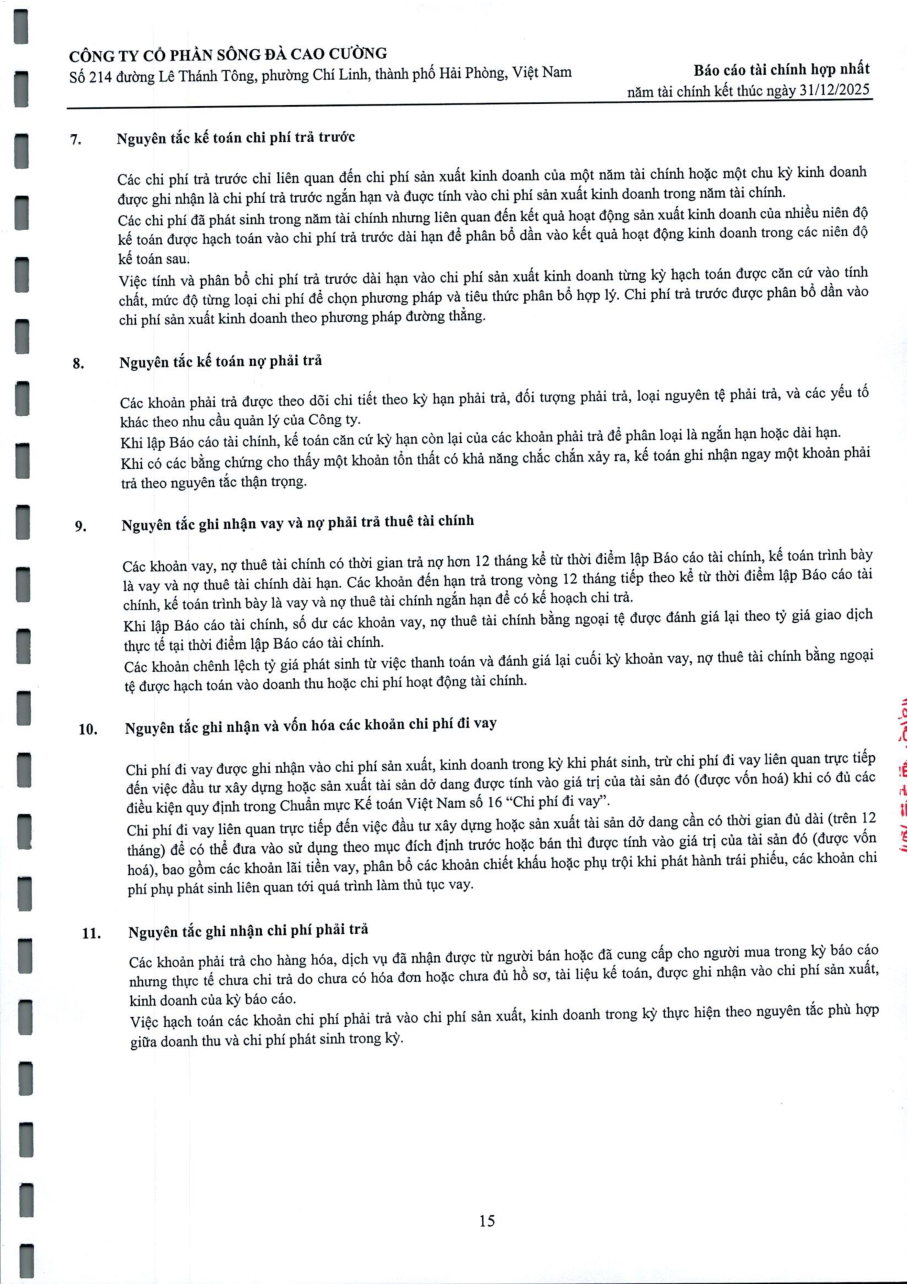 CÔNG TY CỔ PHẦN SÔNG ĐÀ CAO CƯỜNG
Số 214 đường Lê Thánh Tông, phường Chí Linh, thành phố Hải Phòng, Việt Nam
Báo cáo tài chính hợp nhất
năm tài chính kết thúc ngày 31/12/2025
7. Nguyên tắc kế toán chi phí trả trước
Các chi phí trả trước chỉ liên quan đến chi phí sản xuất kinh doanh của một năm tài chính hoặc một chu kỳ kinh doanh
được ghi nhận là chi phí trả trước ngắn hạn và được tính vào chi phí sản xuất kinh doanh trong năm tài chính.
Các chi phí đã phát sinh trong năm tài chính nhưng liên quan đến kết quả hoạt động sản xuất kinh doanh của nhiều niên độ
kế toán được hạch toán vào chi phí trả trước dài hạn để phân bổ dần vào kết quả hoạt động kinh doanh trong các niên độ
kế toán sau.
Việc tính và phân bổ chi phí trả trước dài hạn vào chi phí sản xuất kinh doanh từng kỳ hạch toán được căn cứ vào tính
chất, mức độ từng loại chi phí để chọn phương pháp và tiêu thức phân bổ hợp lý. Chi phí trả trước được phân bổ dần vào
chi phí sản xuất kinh doanh theo phương pháp đường thẳng.
8. Nguyên tắc kế toán nợ phải trả
Các khoản phải trả được theo dõi chi tiết theo kỳ hạn phải trả, đối tượng phải trả, loại nguyên tệ phải trả, và các yếu tố
khác theo nhu cầu quản lý của Công ty.
Khi lập Báo cáo tài chính, kế toán căn cứ kỳ hạn còn lại của các khoản phải trả để phân loại là ngắn hạn hoặc dài hạn.
Khi có các bằng chứng cho thấy một khoản tổn thất có khả năng chắc chắn xảy ra, kế toán ghi nhận ngay một khoản phải
trả theo nguyên tắc thận trọng.
9. Nguyên tắc ghi nhận vay và nợ phải trả thuê tài chính
Các khoản vay, nợ thuê tài chính có thời gian trả nợ hơn 12 tháng kể từ thời điểm lập Báo cáo tài chính, kế toán trình bày
là vay và nợ thuê tài chính dài hạn. Các khoản đến hạn trả trong vòng 12 tháng tiếp theo kể từ thời điểm lập Báo cáo tài
chính, kế toán trình bày là vay và nợ thuê tài chính ngắn hạn để có kế hoạch chi trả.
Khi lập Báo cáo tài chính, số dư các khoản vay, nợ thuê tài chính bằng ngoại tệ được đánh giá lại theo tỷ giá giao dịch
thực tế tại thời điểm lập Báo cáo tài chính.
Các khoản chênh lệch tỷ giá phát sinh từ việc thanh toán và đánh giá lại cuối kỳ khoản vay, nợ thuê tài chính bằng ngoại
tệ được hạch toán vào doanh thu hoặc chi phí hoạt động tài chính.
10. Nguyên tắc ghi nhận và vốn hóa các khoản chi phí đi vay
Chi phí đi vay được ghi nhận vào chi phí sản xuất, kinh doanh trong kỳ khi phát sinh, trừ chi phí đi vay liên quan trực tiếp
đến việc đầu tư xây dựng hoặc sản xuất tài sản dở dang được tính vào giá trị của tài sản đó (được vốn hoá) khi có đủ các
điều kiện quy định trong Chuẩn mực Kế toán Việt Nam số 16 “Chi phí đi vay”.
Chi phí đi vay liên quan trực tiếp đến việc đầu tư xây dựng hoặc sản xuất tài sản dở dang cần có thời gian đủ dài (trên 12
tháng) để có thể đưa vào sử dụng theo mục đích định trước hoặc bán thì được tính vào giá trị của tài sản đó (được vốn
hoá), bao gồm các khoản lãi tiền vay, phân bổ các khoản chiết khấu hoặc phụ trội khi phát hành trái phiếu, các khoản chi
phí phụ phát sinh liên quan tới quá trình làm thủ tục vay.
11. Nguyên tắc ghi nhận chi phí phải trả
Các khoản phải trả cho hàng hóa, dịch vụ đã nhận được từ người bán hoặc đã cung cấp cho người mua trong kỳ báo cáo
nhưng thực tế chưa chi trả do chưa có hóa đơn hoặc chưa đủ hồ sơ, tài liệu kế toán, được ghi nhận vào chi phí sản xuất,
kinh doanh của kỳ báo cáo.
Việc hạch toán các khoản chi phí phải trả vào chi phí sản xuất, kinh doanh trong kỳ thực hiện theo nguyên tắc phù hợp
giữa doanh thu và chi phí phát sinh trong kỳ.
15